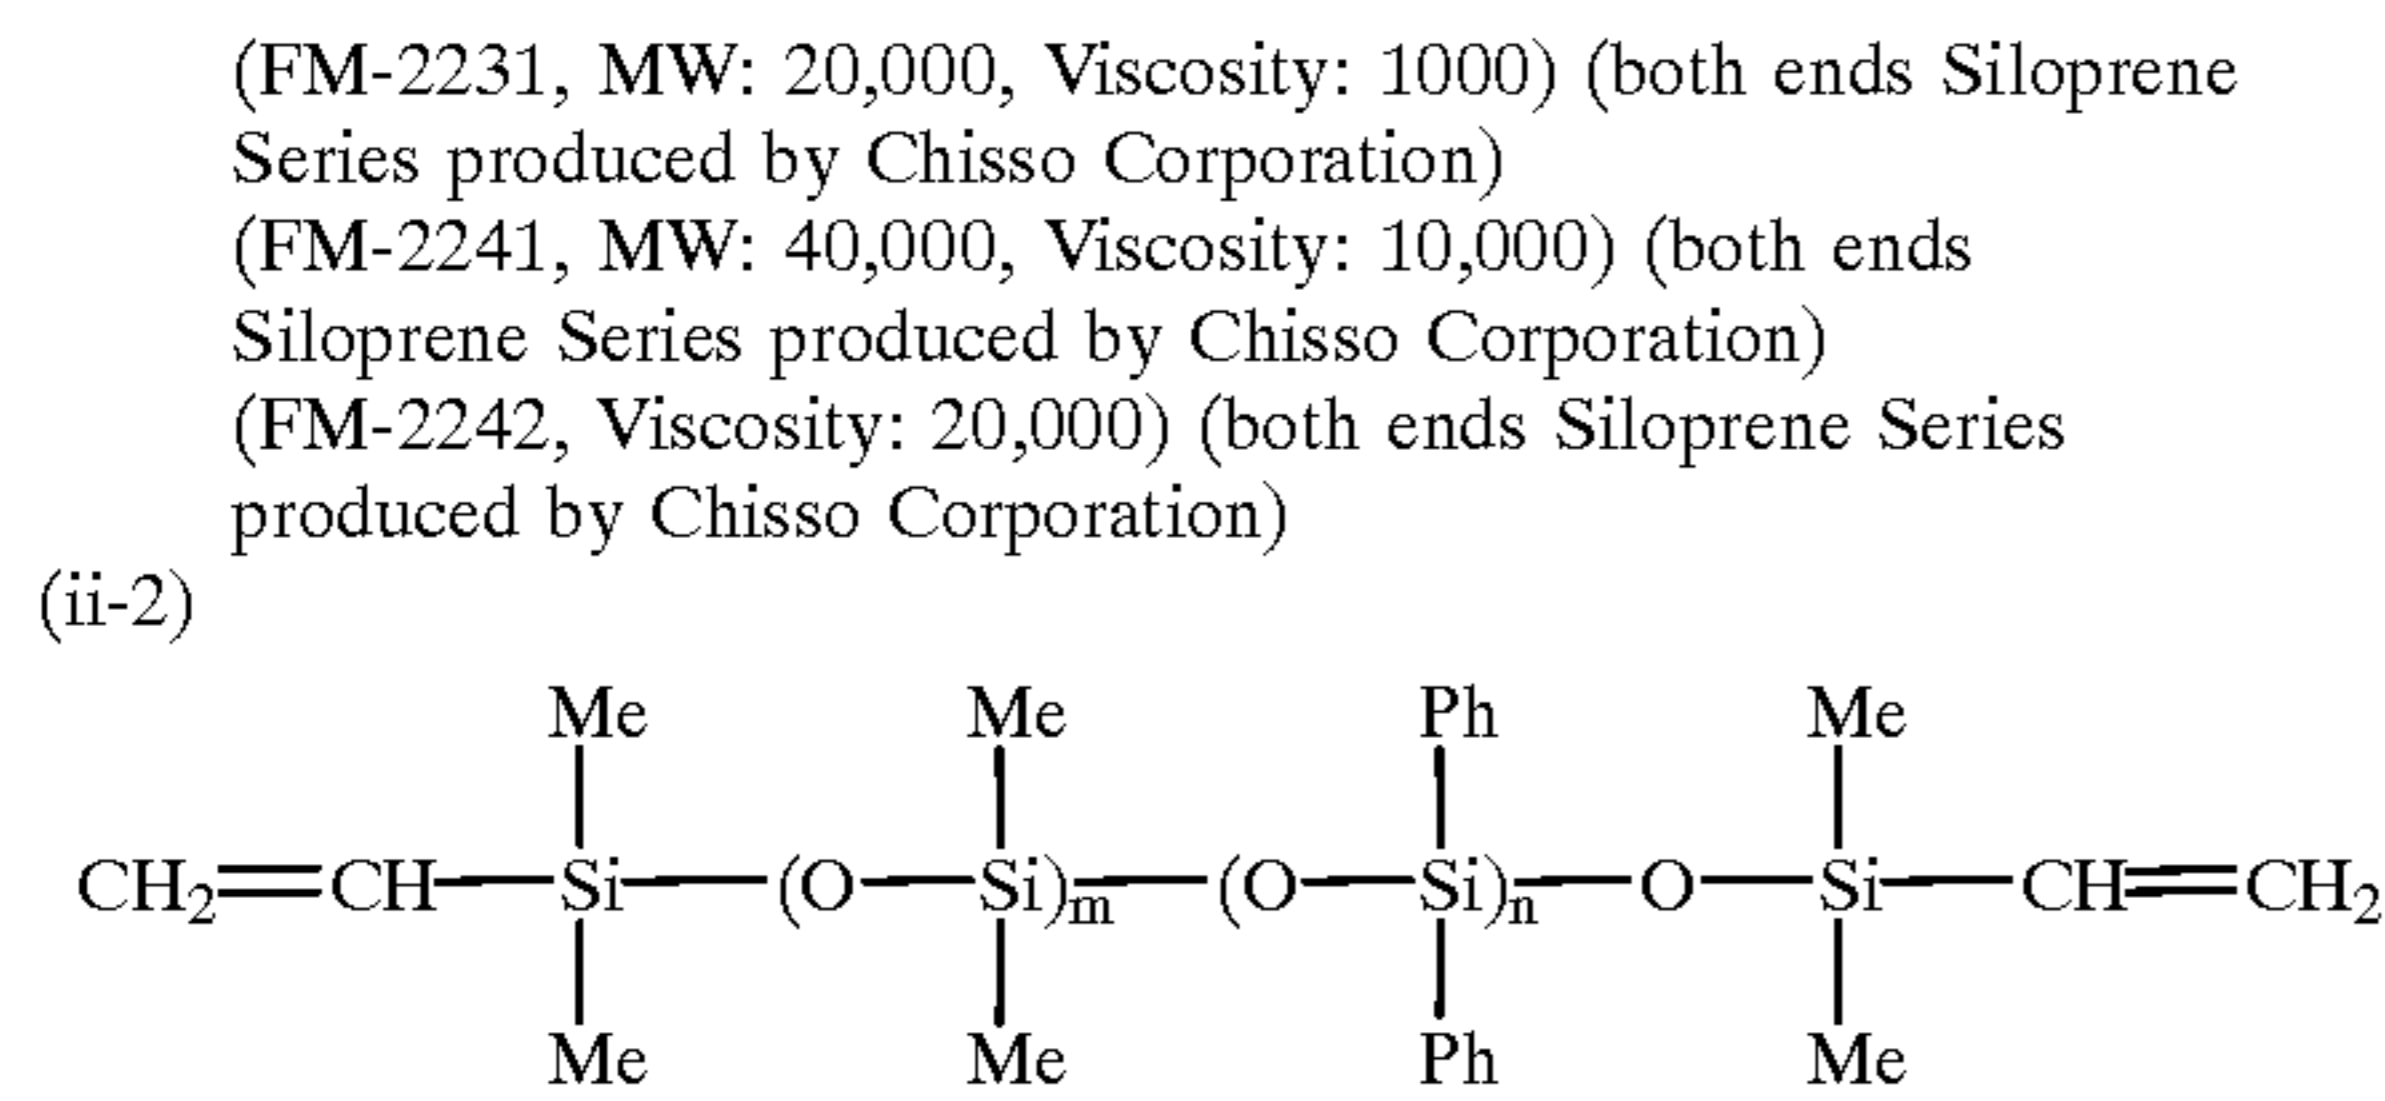 (FM-2231, MW: 20,000, Viscosity: 1000) (both ends Siloprene
Series produced by Chisso Corporation)
(FM-2241, MW: 40,000, Viscosity: 10,000) (both ends
Siloprene Series produced by Chisso Corporation)
(FM-2242, Viscosity: 20,000) (both ends Siloprene Series
produced by Chisso Corporation)
(ii-2)
Me Me Ph Me
CH2=CH—Si—(O—Si)m—(O—Si)n—O—Si—CH=CH2
Me Me Ph Me